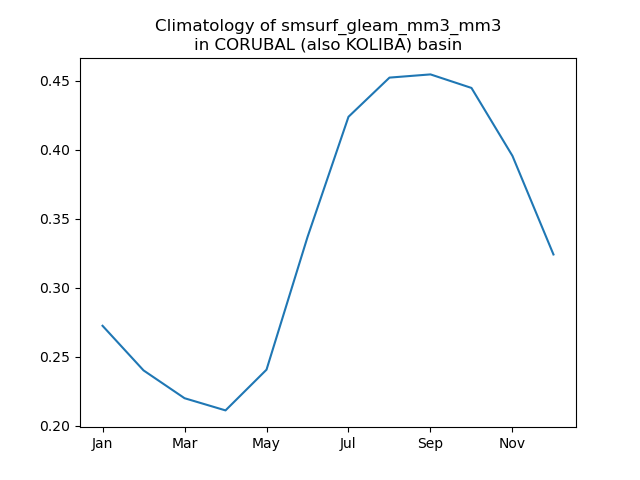 Climatology of smsurf_gleam_mm3_mm3
in CORUBAL (also KOLIBA) basin
0.45
0.40
0.35
0.30
0.25
0.20
Jan Mar May Jul Sep Nov